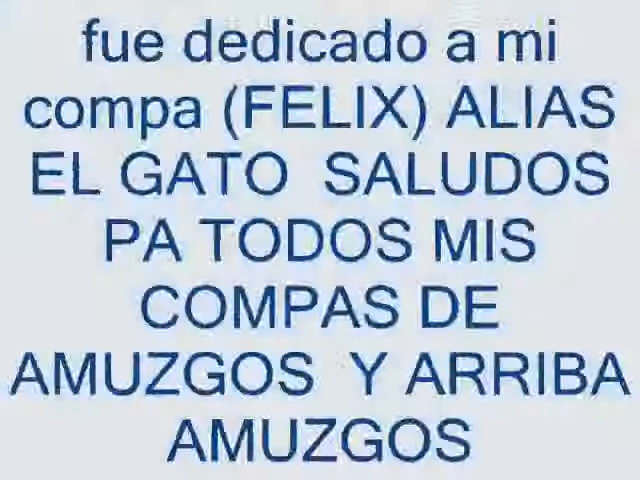 fue dedicado a mi
compa (FELIX) ALIAS
EL GATO SALUDOS
PA TODOS MIS
COMPAS DE
AMUZGOS Y ARRIBA
AMUZGOS